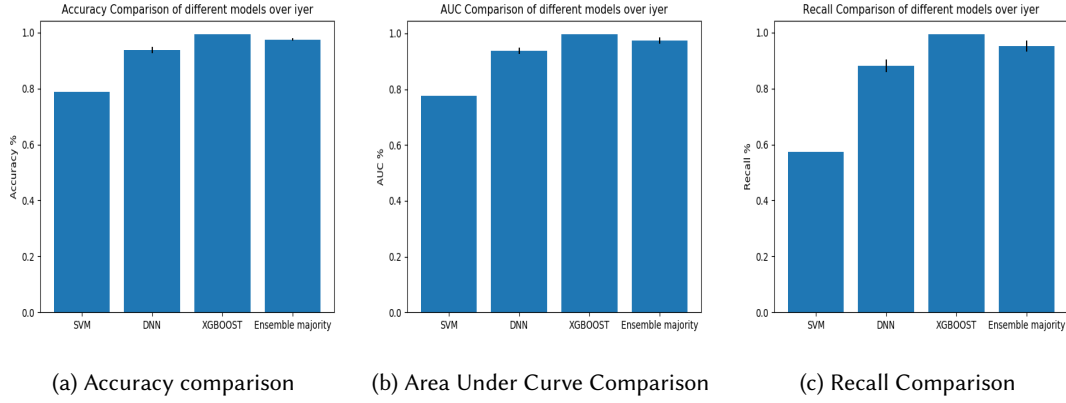 Accuracy Comparison of different models over iyer
Accuracy %
1.0
0.8
0.6
0.4
0.2
0.0
SVM DNN XGBOOST Ensemble majority
(a) Accuracy comparison
AUC Comparison of different models over iyer
AUC %
1.0
0.8
0.6
0.4
0.2
0.0
SVM DNN XGBOOST Ensemble majority
(b) Area Under Curve Comparison
Recall Comparison of different models over iyer
Recall %
1.0
0.8
0.6
0.4
0.2
0.0
SVM DNN XGBOOST Ensemble majority
(c) Recall Comparison